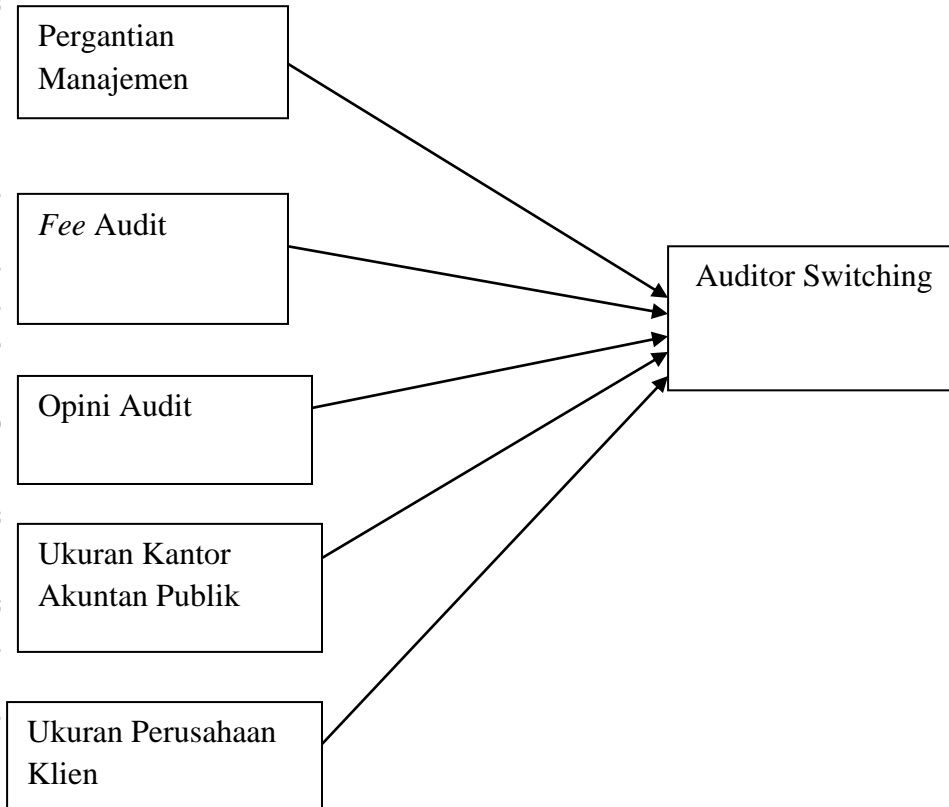 Pergantian
Manajemen
Fee Audit
Auditor Switching
Opini Audit
Ukuran Kantor
Akuntan Publik
Ukuran Perusahaan
Klien